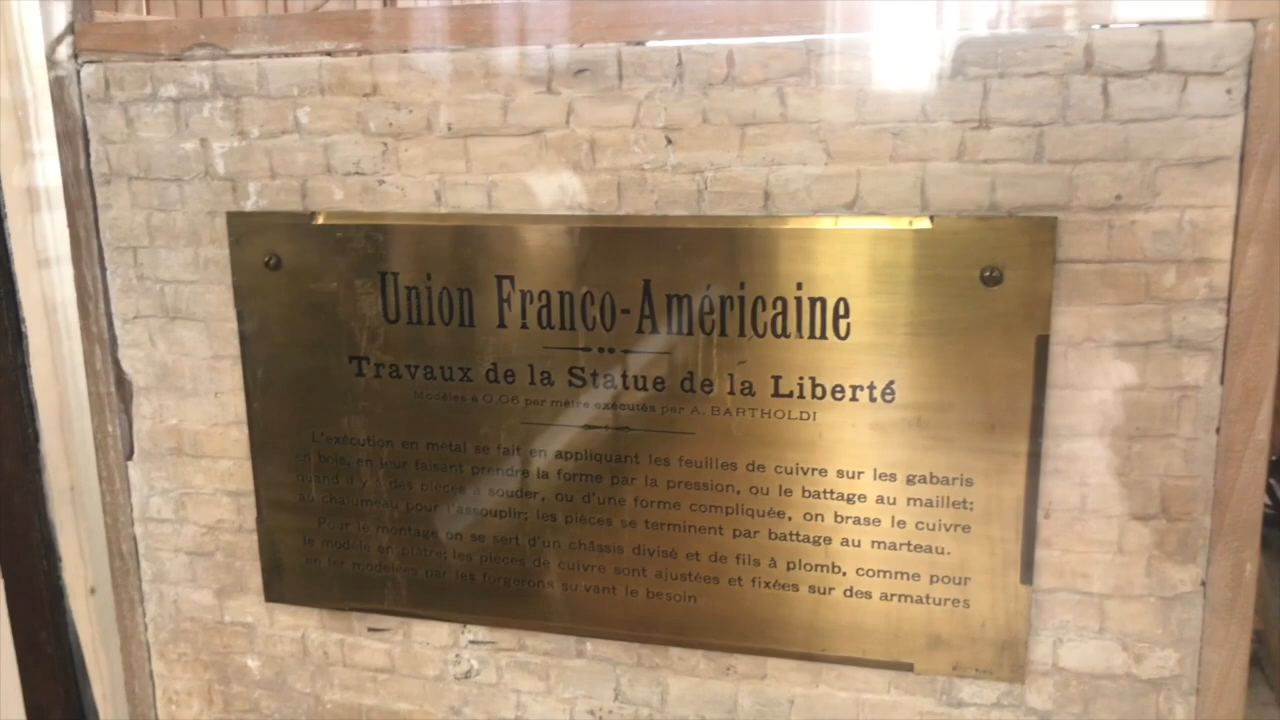 Union Franco-Américaine
Travaux de la Statue de la Liberté
Modèles à 0,06 par mètre exécutés par A. BARTHOLDI
L'exécution en métal se fait en appliquant les feuilles de cuivre sur les gabaris
en bois, en leur faisant prendre la forme par la pression, ou le battage au maillet;
quand il y a des pièces à souder, ou d'une forme compliquée, on brase le cuivre
au chalumeau pour l'assouplir; les pièces se terminent par battage au marteau.
Pour le montage on se sert d'un châssis divisé et de fils à plomb, comme pour
le modèle en plâtre; les pièces de cuivre sont ajustées et fixées sur des armatures
en fer modelées par les forgerons suivant le besoin